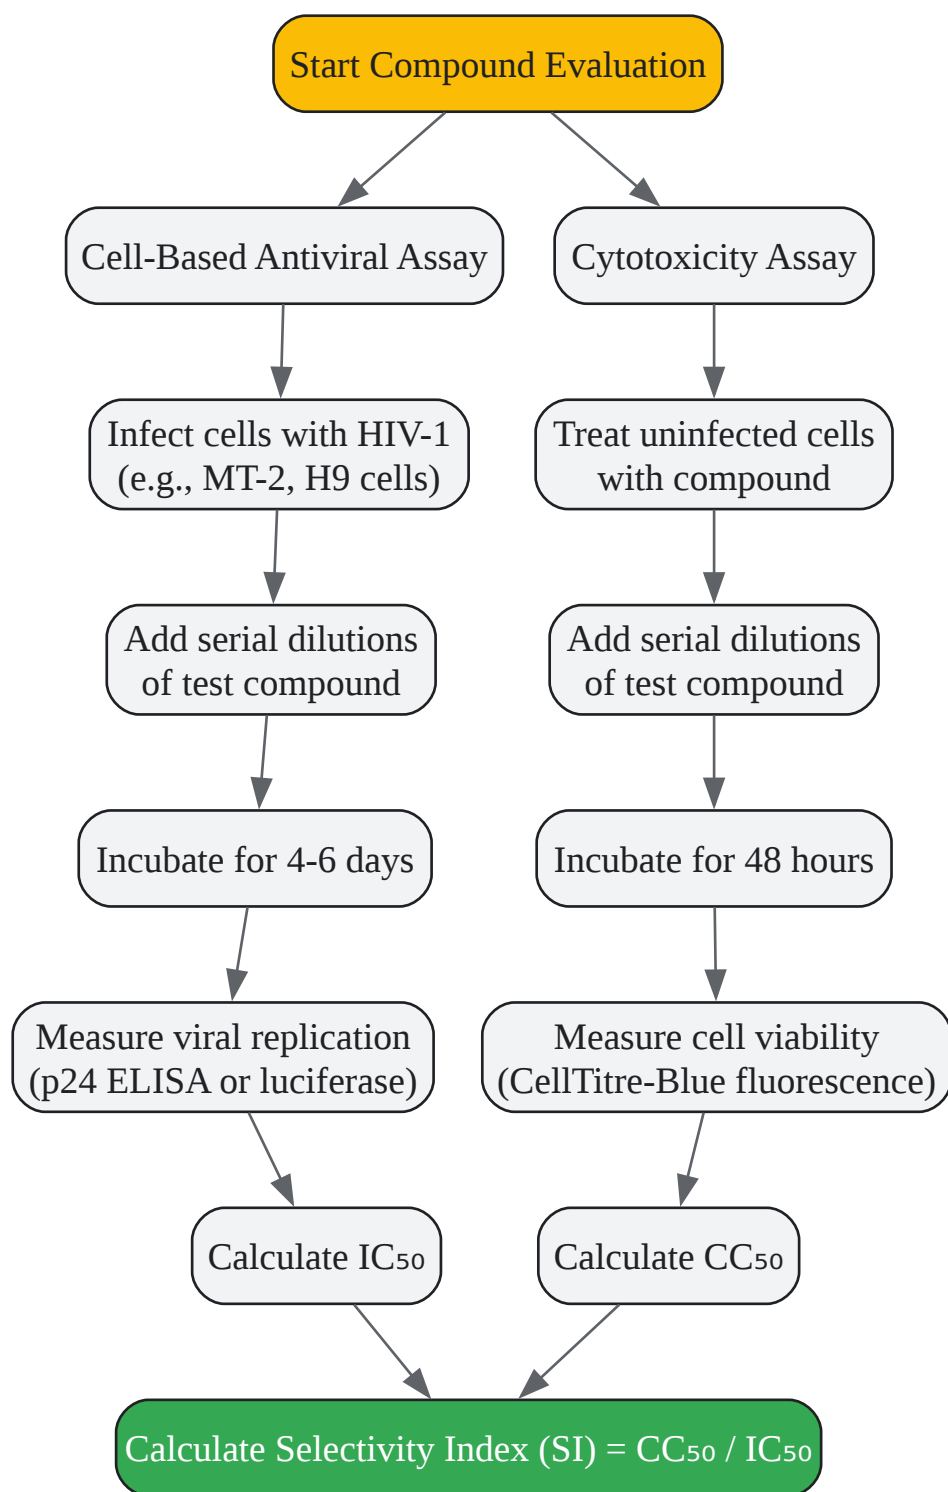 Start Compound Evaluation
Cell-Based Antiviral Assay
Cytotoxicity Assay
Infect cells with HIV-1
(e.g., MT-2, H9 cells)
Treat uninfected cells
with compound
Add serial dilutions
of test compound
Add serial dilutions
of test compound
Incubate for 4-6 days
Incubate for 48 hours
Measure viral replication
(p24 ELISA or luciferase)
Measure cell viability
(CellTitre-Blue fluorescence)
Calculate IC₅₀
Calculate CC₅₀
Calculate Selectivity Index (SI) = CC₅₀ / IC₅₀